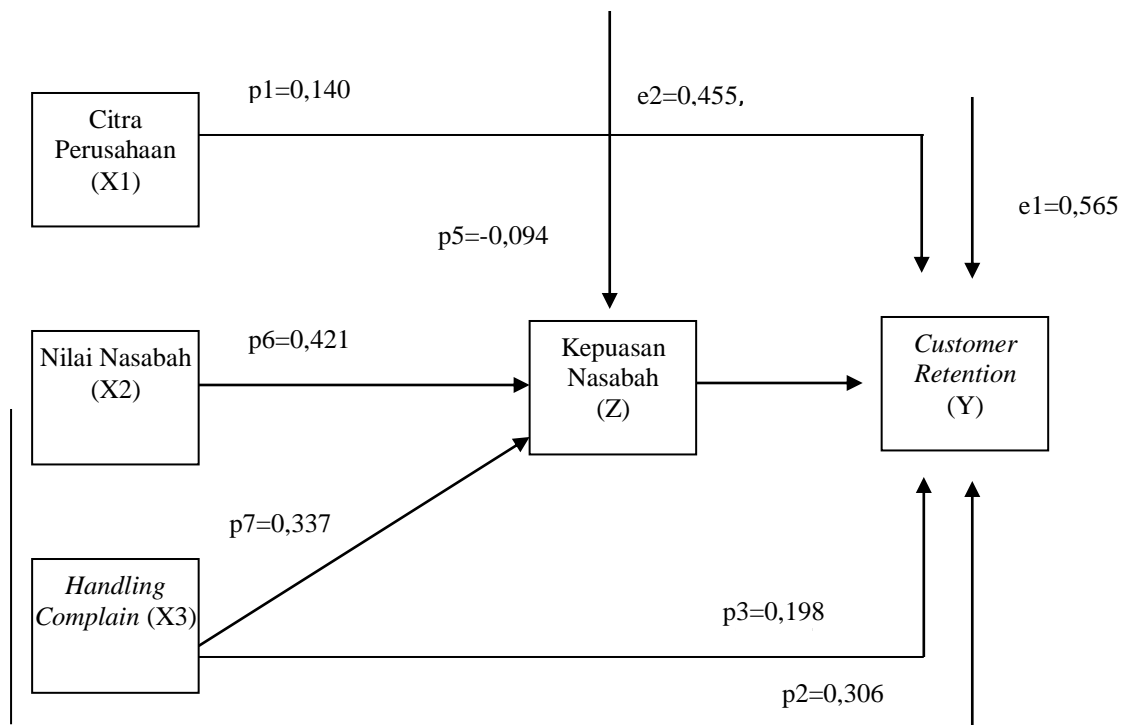 p1=0,140
e2=0,455,
Citra
Perusahaan
(X1)
e1=0,565
p5=-0,094
Nilai Nasabah
(X2)
p6=0,421
Kepuasan
Nasabah
(Z)
Customer
Retention
(Y)
p7=0,337
Handling
Complain (X3)
p3=0,198
p2=0,306